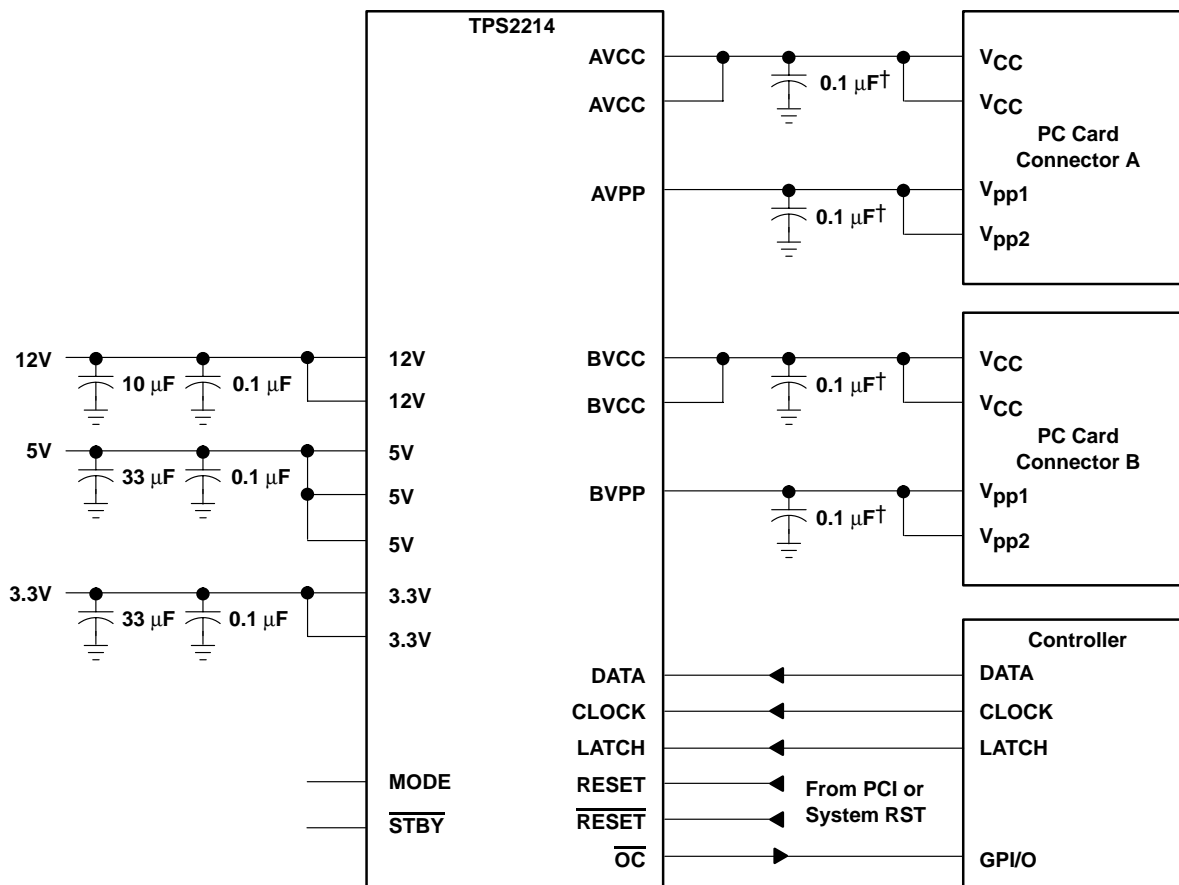 TPS2214
AVCC
AVCC
AVPP
0.1 μF†
0.1 μF†
VCC
VCC
PC Card
Connector A
Vpp1
Vpp2
12V
10 μF
0.1 μF
12V
12V
5V
33 μF
0.1 μF
5V
5V
5V
3.3V
33 μF
0.1 μF
3.3V
3.3V
BVCC
BVCC
BVPP
0.1 μF†
0.1 μF†
VCC
VCC
PC Card
Connector B
Vpp1
Vpp2
MODE
STBY
DATA
CLOCK
LATCH
RESET
RESET
OC
From PCI or
System RST
Controller
DATA
CLOCK
LATCH
GPI/O